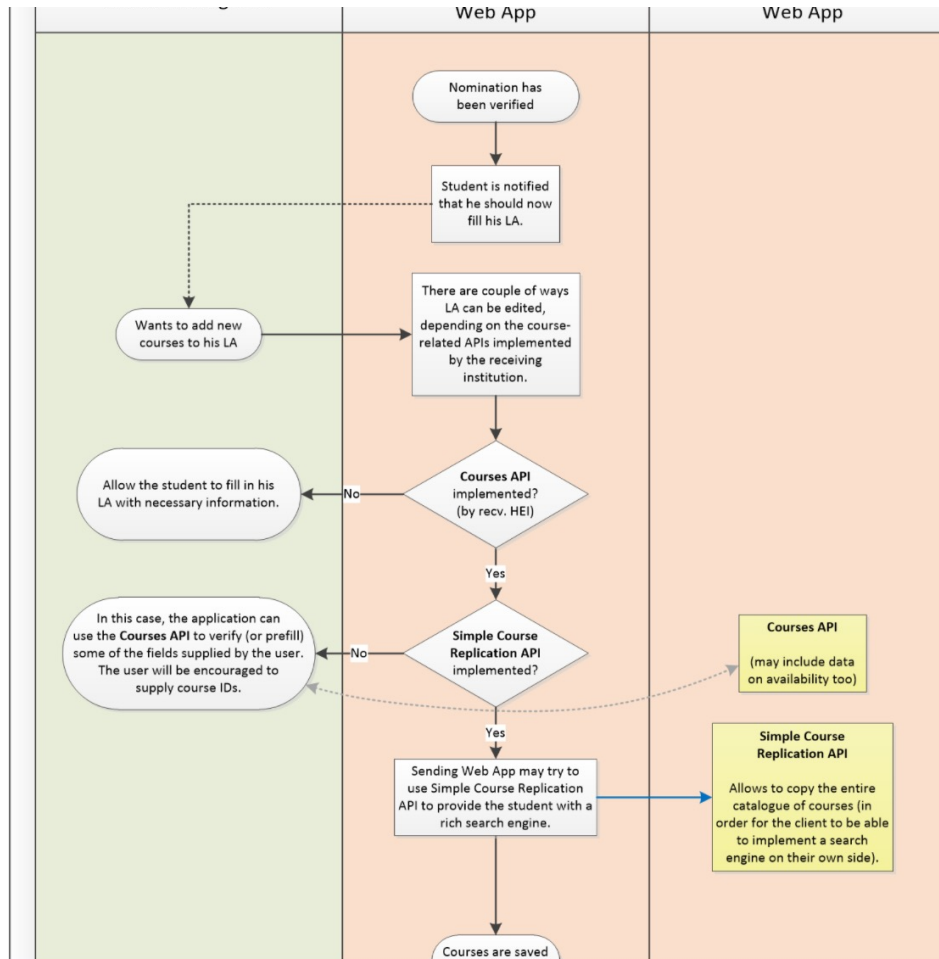 Web App
Web App
Nomination has
been verified
Student is notified
that he should now
fill his LA.
Wants to add new
courses to his LA
There are couple of ways
LA can be edited,
depending on the course-
related APIs implemented
by the receiving
institution.
Allow the student to fill in his
LA with necessary information.
No
Courses API
implemented?
(by recv. HEI)
Yes
In this case, the application can
use the Courses API to verify (or prefill)
some of the fields supplied by the user.
The user will be encouraged to
supply course IDs.
No
Simple Course
Replication API
implemented?
Courses API
(may include data
on availability too)
Yes
Sending Web App may try to
use Simple Course Replication
API to provide the student with a
rich search engine.
Simple Course
Replication API
Allows to copy the entire
catalogue of courses (in
order for the client to be able
to implement a search
engine on their own side).
Courses are saved